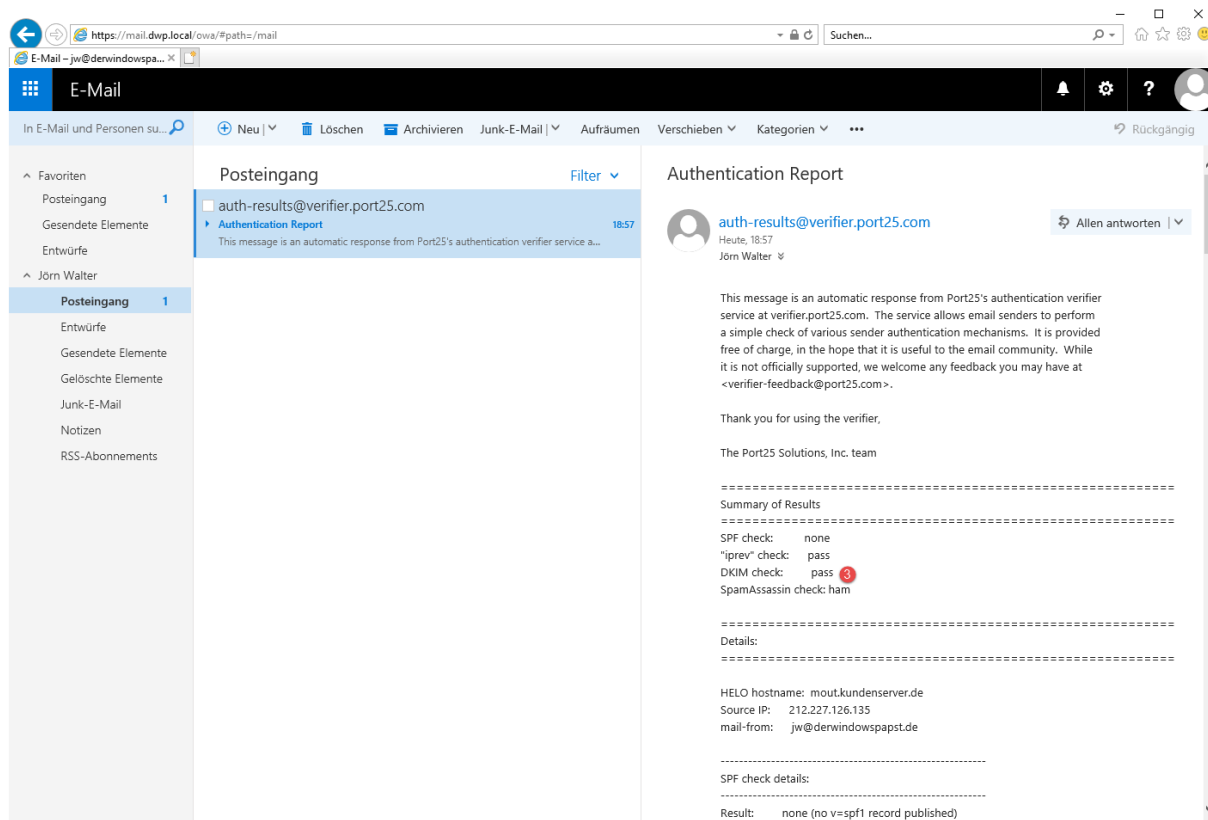 https://mail.dwp.local/owa/#path=/mail
Suchen...
E-Mail – jw@derwindowspa...
E-Mail
?
In E-Mail und Personen su...
Neu
Löschen
Archivieren
Junk-E-Mail
Aufräumen
Verschieben
Kategorien
•••
Rückgängig
Favoriten
Posteingang 1
Gesendete Elemente
Entwürfe
Jörn Walter
Posteingang 1
Entwürfe
Gesendete Elemente
Gelöschte Elemente
Junk-E-Mail
Notizen
RSS-Abonnements
Posteingang
Filter
auth-results@verifier.port25.com
Authentication Report 18:57
This message is an automatic response from Port25's authentication verifier service a...
Authentication Report
auth-results@verifier.port25.com
Allen antworten
Heute, 18:57
Jörn Walter
This message is an automatic response from Port25's authentication verifier
service at verifier.port25.com. The service allows email senders to perform
a simple check of various sender authentication mechanisms. It is provided
free of charge, in the hope that it is useful to the email community. While
it is not officially supported, we welcome any feedback you may have at
<verifier-feedback@port25.com>.
Thank you for using the verifier,
The Port25 Solutions, Inc. team
==========================================================
Summary of Results
==========================================================
SPF check: none
"iprev" check: pass
DKIM check: pass 3
SpamAssassin check: ham
==========================================================
Details:
==========================================================
HELO hostname: mout.kundenserver.de
Source IP: 212.227.126.135
mail-from: jw@derwindowspapst.de
----------------------------------------------------------
SPF check details:
----------------------------------------------------------
Result: none (no v=spf1 record published)